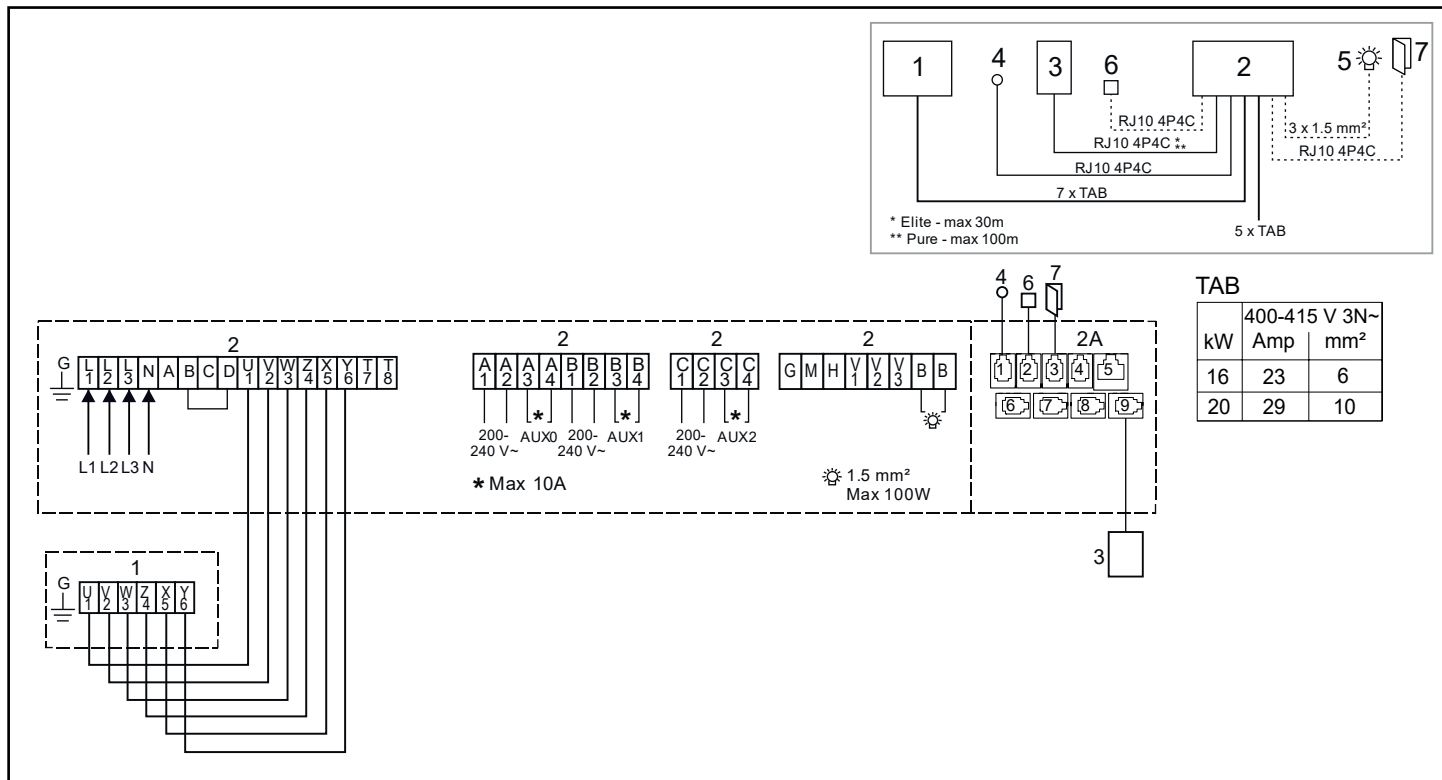 1
4
3
6
2
5
7
RJ10 4P4C
3 x 1.5 mm²
RJ10 4P4C * **
RJ10 4P4C
RJ10 4P4C
7 x TAB
* Elite - max 30m
** Pure - max 100m
5 x TAB
4
6
7
TAB
400-415 V 3N~
kW Amp mm²
16 23 6
20 29 10
2
G L1 L2 L3 N A B C D U1 V2 W3 Z4 X5 Y6 T7 T8
L1 L2 L3 N
2
A1 A2 A3 A4 B1 B2 B3 B4
* *
200-240 V~ AUX0 200-240 V~ AUX1
* Max 10A
2
C1 C2 C3 C4
*
200-240 V~ AUX2
2
G M H V1 V2 V3 B B
1.5 mm²
Max 100W
2A
1 2 3 4 5
6 7 8 9
3
1
G U1 V2 W3 Z4 X5 Y6